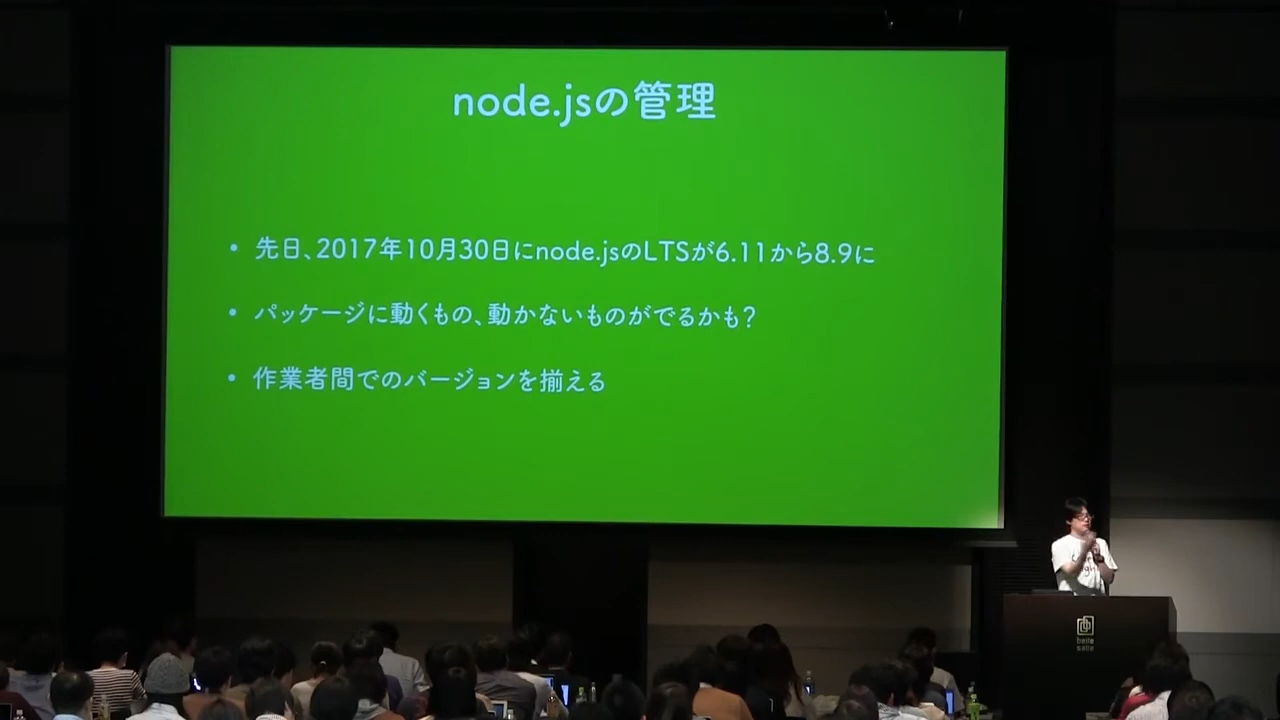 node.jsの管理
• 先日、2017年10月30日にnode.jsのLTSが6.11から8.9に
• パッケージに動くもの、動かないものがでるかも？
• 作業者間でのバージョンを揃える
belle
salle